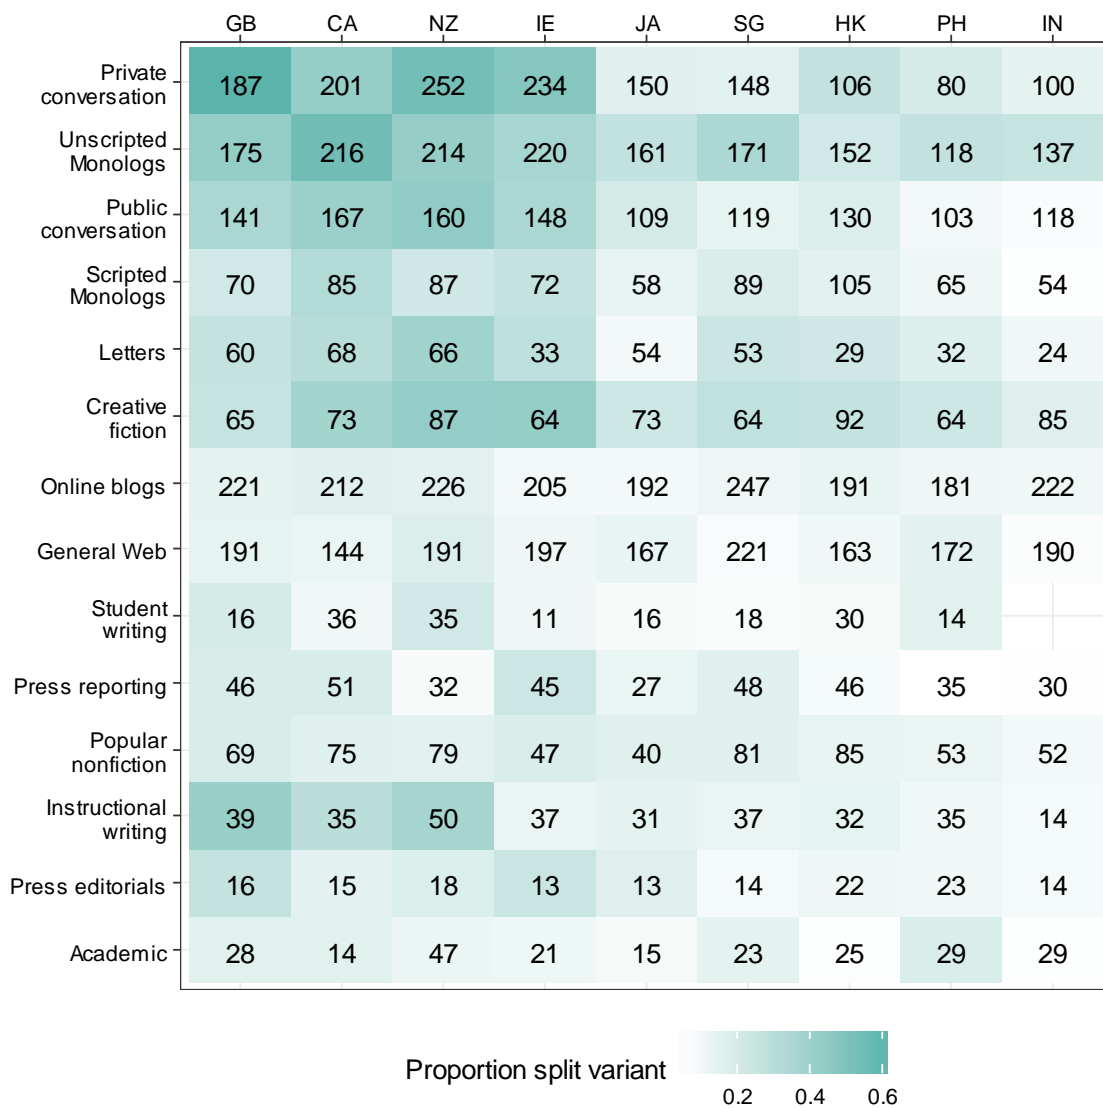 GB CA NZ IE JA SG HK PH IN
Private
conversation
187 201 252 234 150 148 106 80 100
Unscripted
Monologs
175 216 214 220 161 171 152 118 137
Public
conversation
141 167 160 148 109 119 130 103 118
Scripted
Monologs
70 85 87 72 58 89 105 65 54
Letters
60 68 66 33 54 53 29 32 24
Creative
fiction
65 73 87 64 73 64 92 64 85
Online blogs
221 212 226 205 192 247 191 181 222
General Web
191 144 191 197 167 221 163 172 190
Student
writing
16 36 35 11 16 18 30 14
Press reporting
46 51 32 45 27 48 46 35 30
Popular
nonfiction
69 75 79 47 40 81 85 53 52
Instructional
writing
39 35 50 37 31 37 32 35 14
Press editorials
16 15 18 13 13 14 22 23 14
Academic
28 14 47 21 15 23 25 29 29
Proportion split variant
0.2 0.4 0.6